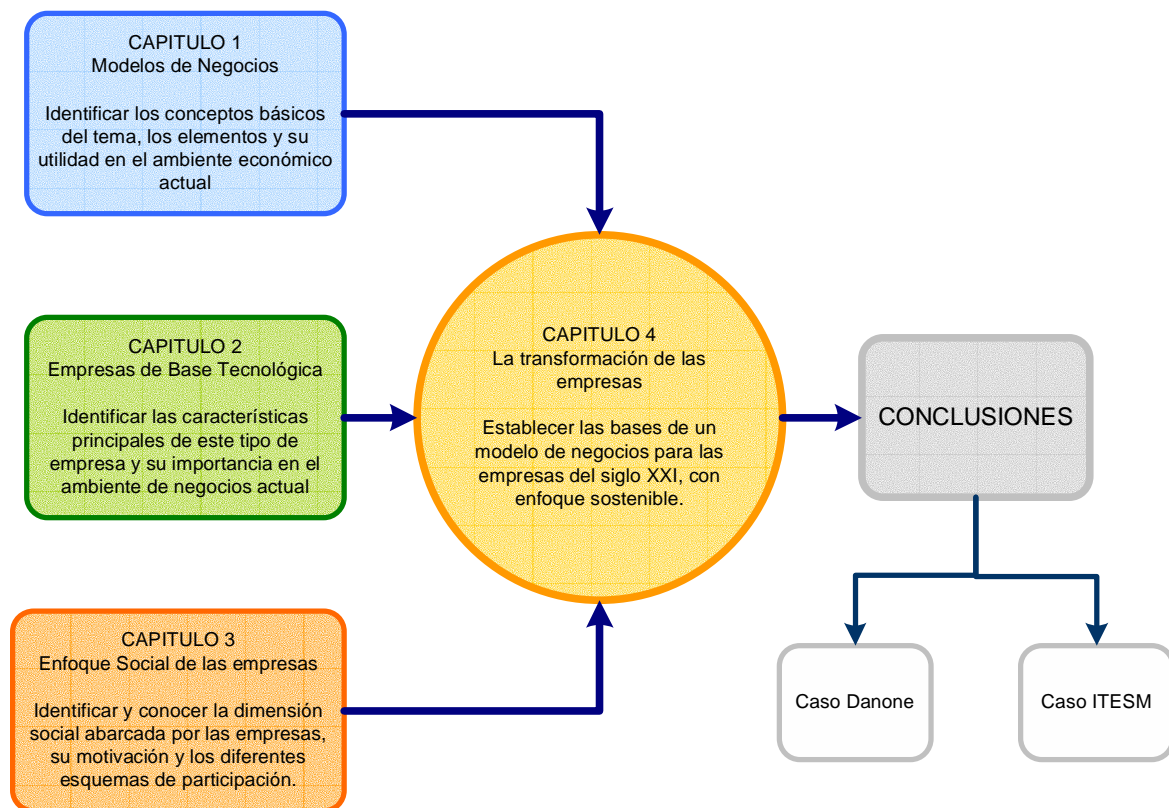 CAPITULO 1
Modelos de Negocios
Identificar los conceptos básicos
del tema, los elementos y su
utilidad en el ambiente económico
actual
CAPITULO 2
Empresas de Base Tecnológica
Identificar las características
principales de este tipo de
empresa y su importancia en el
ambiente de negocios actual
CAPITULO 3
Enfoque Social de las empresas
Identificar y conocer la dimensión
social abarcada por las empresas,
su motivación y los diferentes
esquemas de participación.
CAPITULO 4
La transformación de las
empresas
Establecer las bases de un
modelo de negocios para las
empresas del siglo XXI, con
enfoque sostenible.
CONCLUSIONES
Caso Danone
Caso ITESM